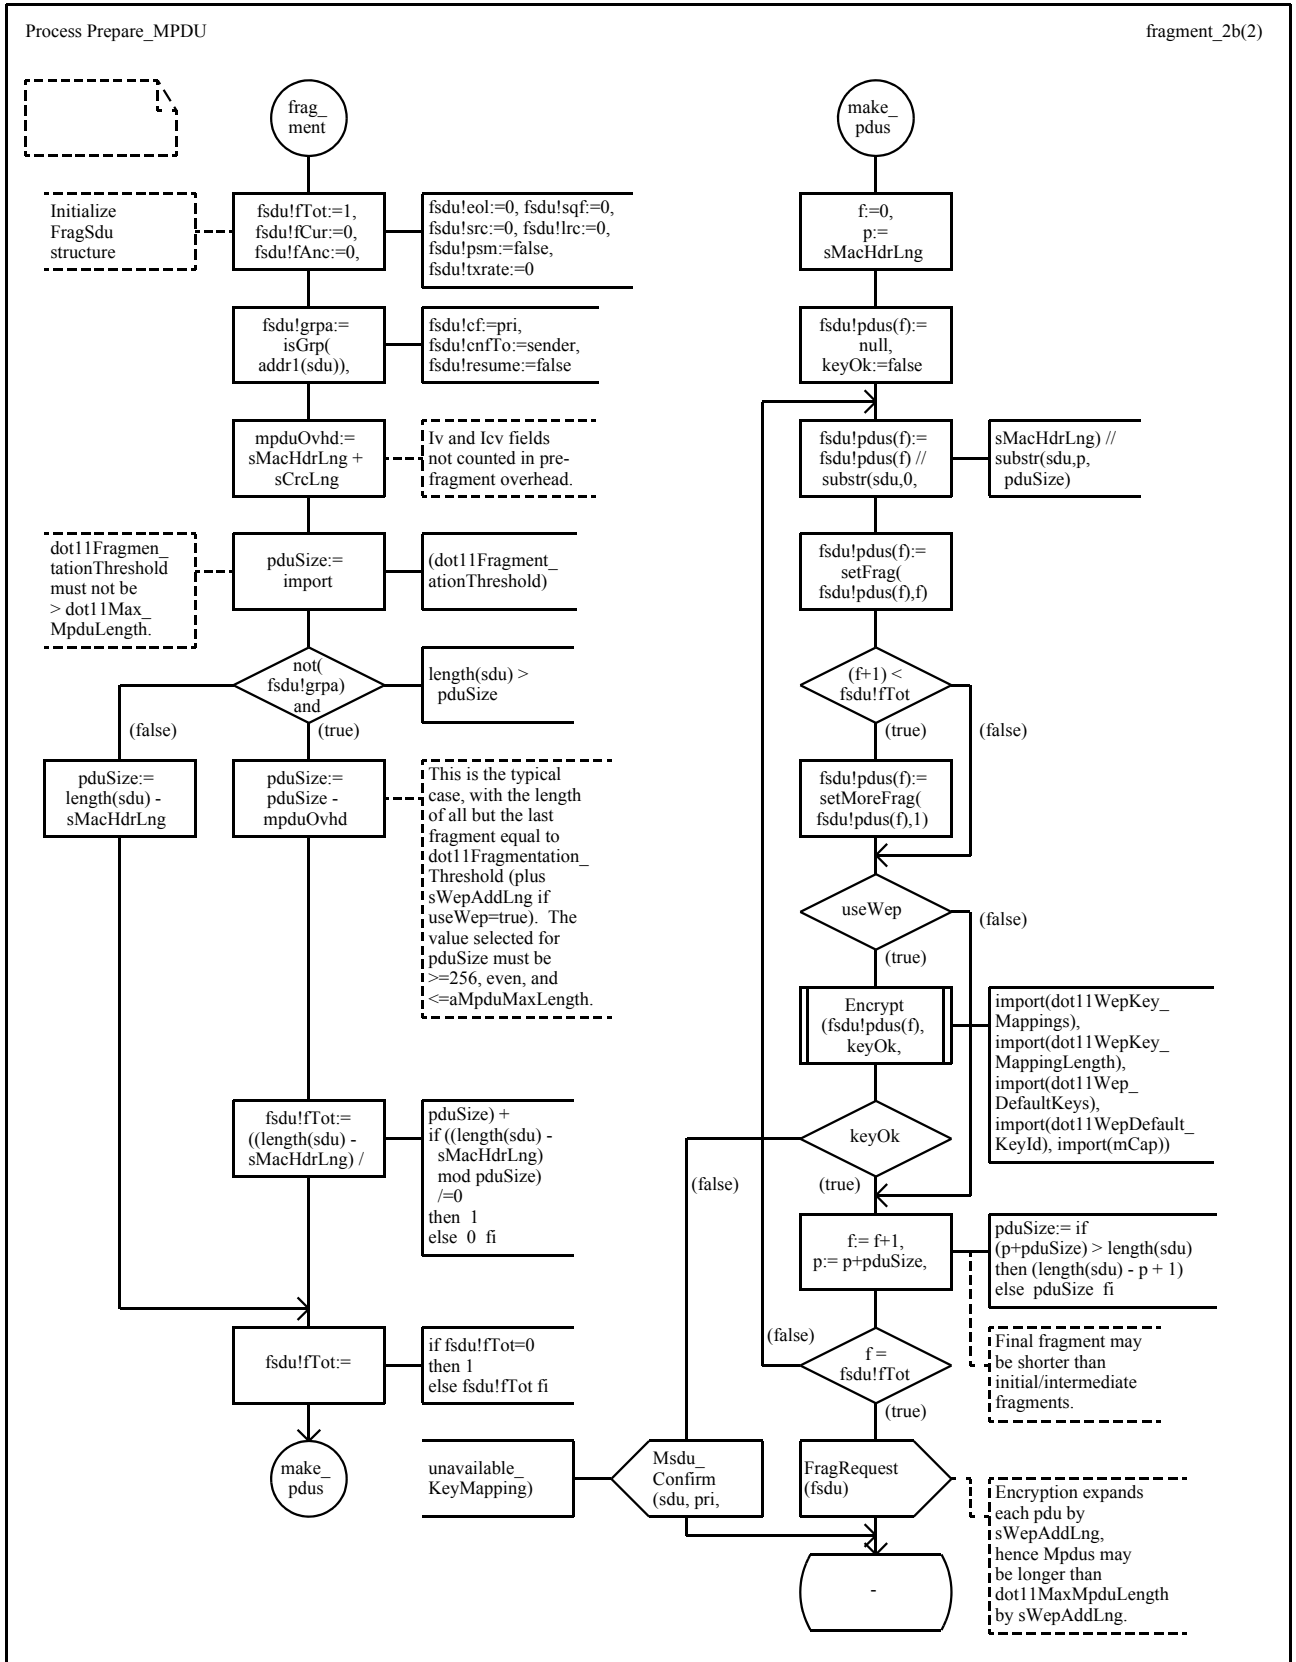 Process Prepare_MPDU
fragment_2b(2)
frag_
ment
Initialize
FragSdu
structure
fsdu!fTot:=1,
fsdu!fCur:=0,
fsdu!fAnc:=0,
fsdu!eol:=0, fsdu!sqf:=0,
fsdu!src:=0, fsdu!lrc:=0,
fsdu!psm:=false,
fsdu!txrate:=0
fsdu!grpa:=
isGrp(
addr1(sdu)),
fsdu!cf:=pri,
fsdu!cnfTo:=sender,
fsdu!resume:=false
mpduOvhd:=
sMacHdrLng +
sCrcLng
Iv and Icv fields
not counted in pre-
fragment overhead.
dot11Fragmen_
tationThreshold
must not be
> dot11Max_
MpduLength.
pduSize:=
import
(dot11Fragment_
ationThreshold)
not(
fsdu!grpa)
and
length(sdu) >
pduSize
(false)
(true)
pduSize:=
length(sdu) -
sMacHdrLng
pduSize:=
pduSize -
mpduOvhd
This is the typical
case, with the length
of all but the last
fragment equal to
dot11Fragmentation_
Threshold (plus
sWepAddLng if
useWep=true).  The
value selected for
pduSize must be
>=256, even, and
<=aMpduMaxLength.
fsdu!fTot:=
((length(sdu) -
sMacHdrLng) /
pduSize) +
if ((length(sdu) -
sMacHdrLng)
mod pduSize)
/=0
then  1
else  0  fi
fsdu!fTot:=
if fsdu!fTot=0
then 1
else fsdu!fTot fi
make_
pdus
make_
pdus
f:=0,
p:=
sMacHdrLng
fsdu!pdus(f):=
null,
keyOk:=false
fsdu!pdus(f):=
fsdu!pdus(f) //
substr(sdu,0,
sMacHdrLng) //
substr(sdu,p,
pduSize)
fsdu!pdus(f):=
setFrag(
fsdu!pdus(f),f)
(f+1) <
fsdu!fTot
(true)
(false)
fsdu!pdus(f):=
setMoreFrag(
fsdu!pdus(f),1)
useWep
(false)
(true)
Encrypt
(fsdu!pdus(f),
keyOk,
import(dot11WepKey_
Mappings),
import(dot11WepKey_
MappingLength),
import(dot11Wep_
DefaultKeys),
import(dot11WepDefault_
KeyId), import(mCap))
keyOk
(false)
(true)
f:= f+1,
p:= p+pduSize,
pduSize:= if
(p+pduSize) > length(sdu)
then (length(sdu) - p + 1)
else  pduSize  fi
Final fragment may
be shorter than
initial/intermediate
fragments.
(false)
f =
fsdu!fTot
(true)
unavailable_
KeyMapping)
Msdu_
Confirm
(sdu, pri,
FragRequest
(fsdu)
Encryption expands
each pdu by
sWepAddLng,
hence Mpdus may
be longer than
dot11MaxMpduLength
by sWepAddLng.
-